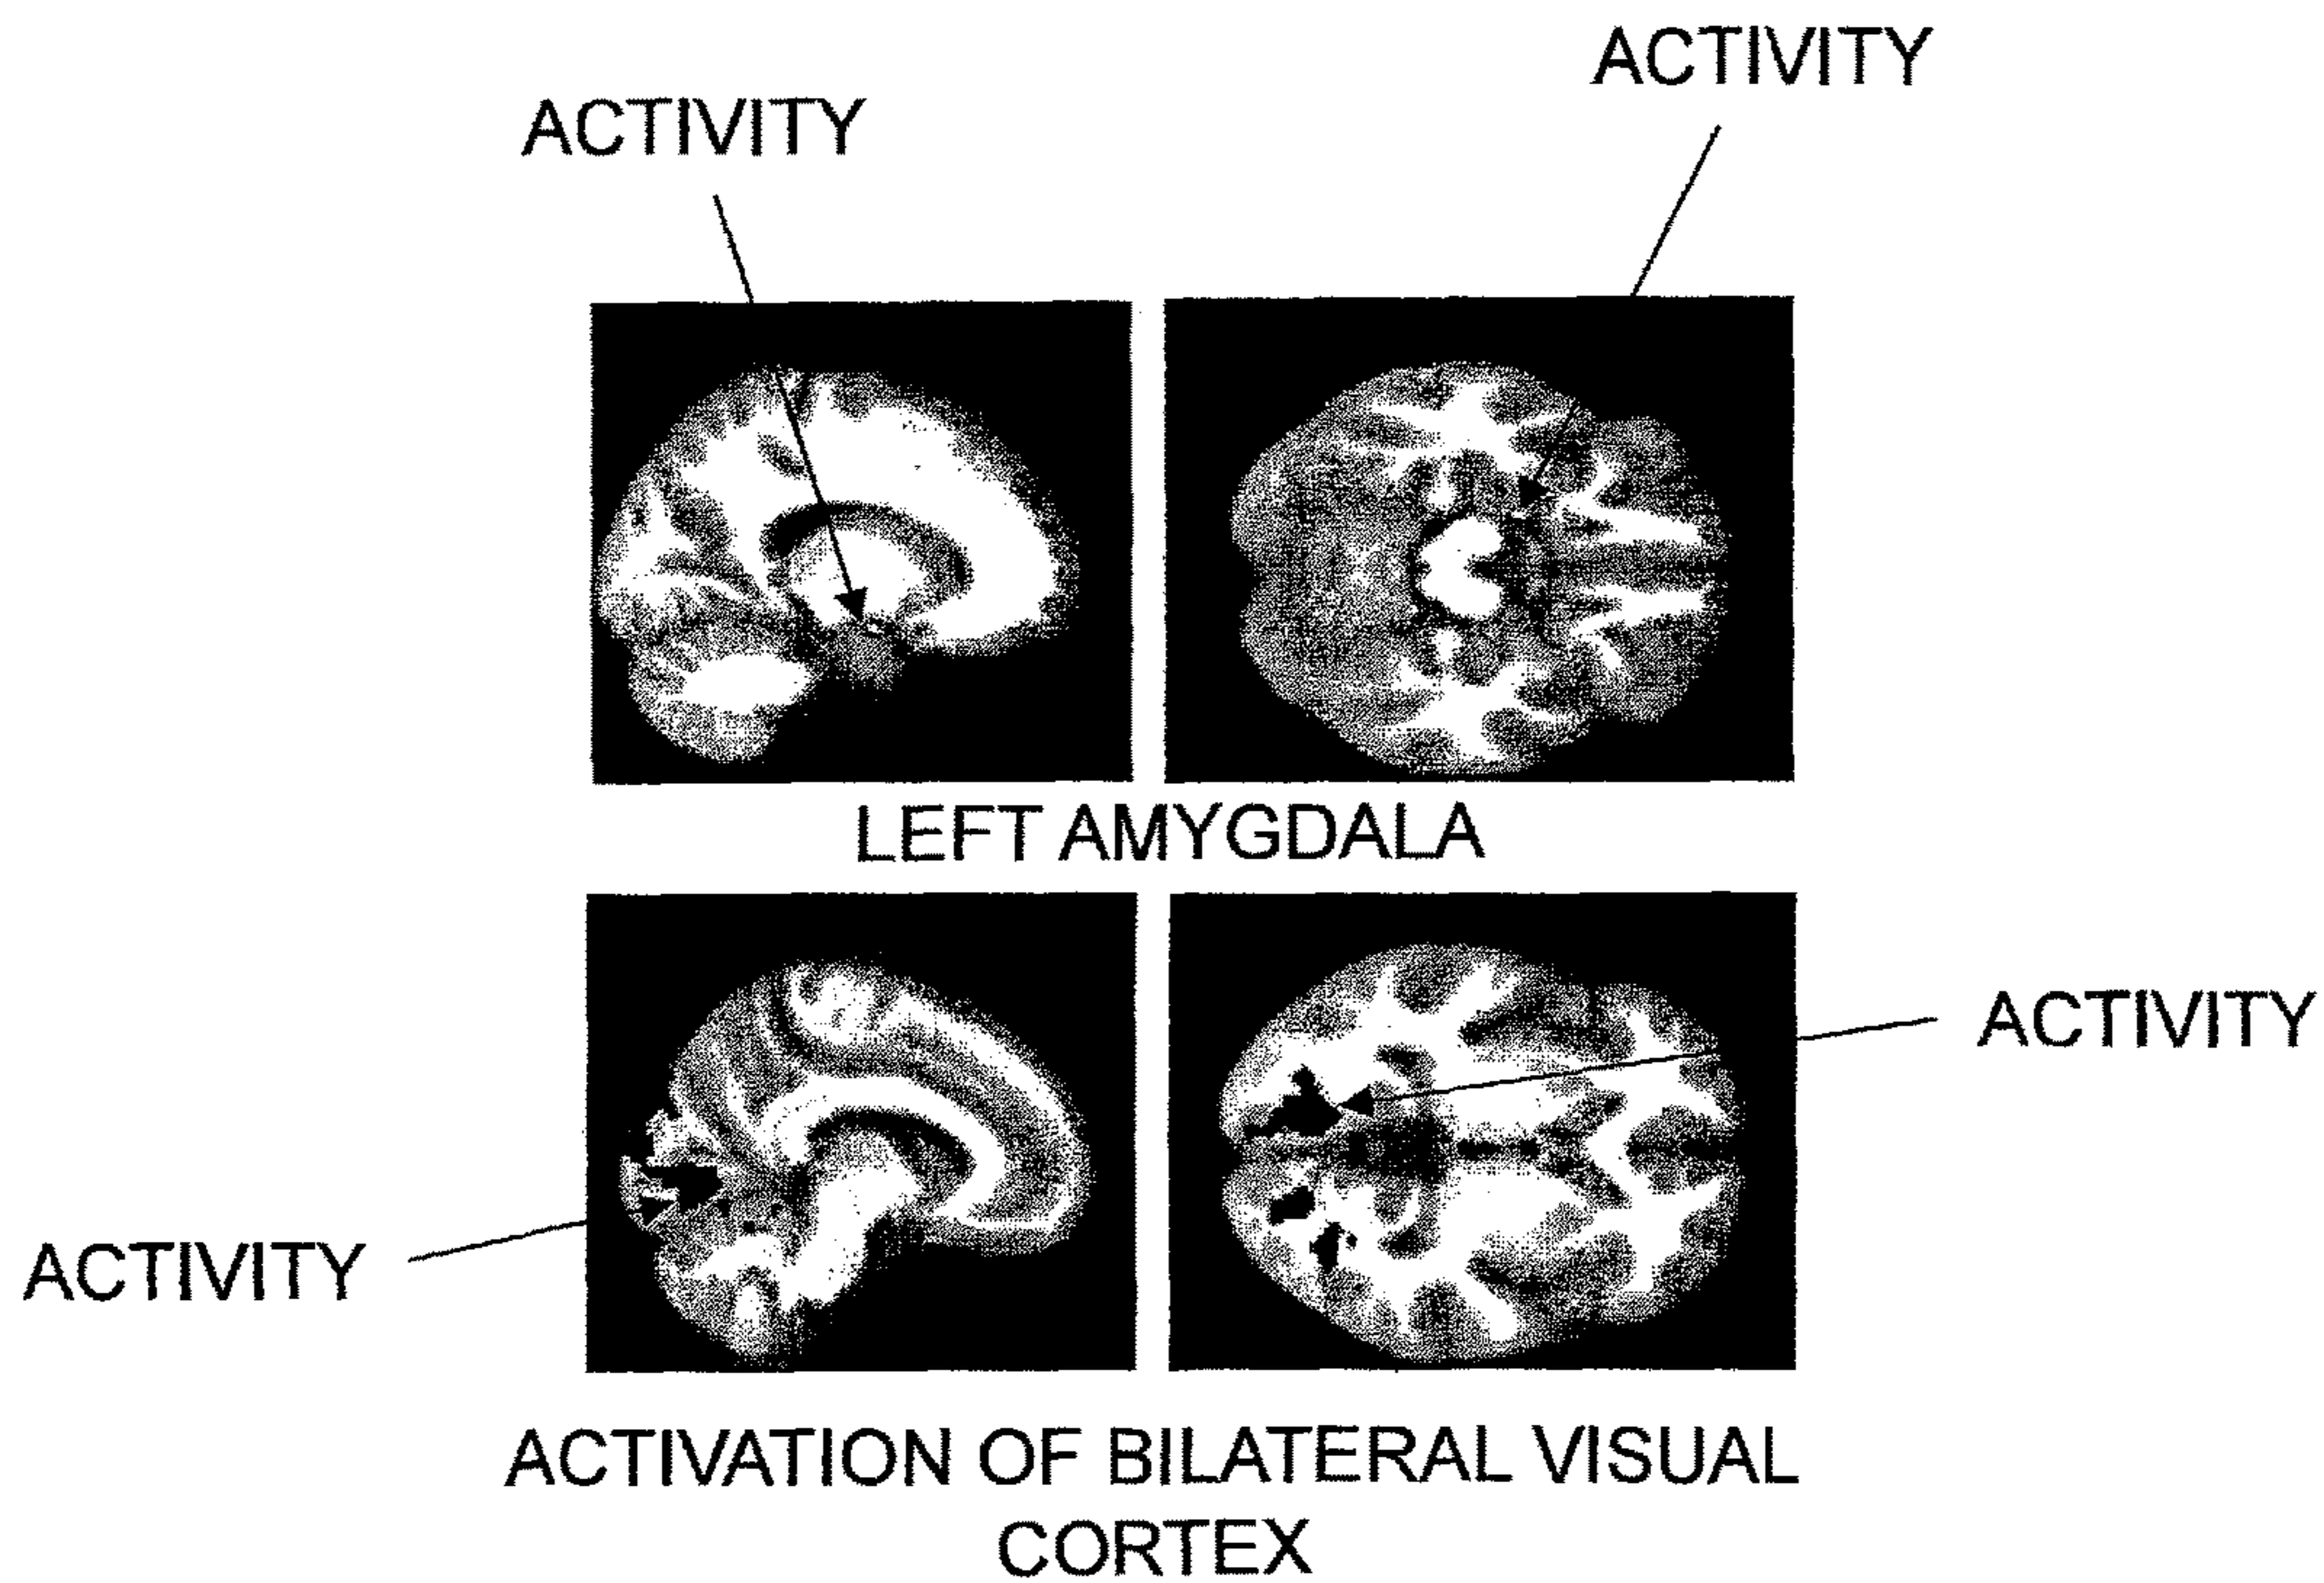 ACTIVITY
ACTIVITY
LEFT AMYGDALA
ACTIVITY
ACTIVITY
ACTIVATION OF BILATERAL VISUAL
CORTEX